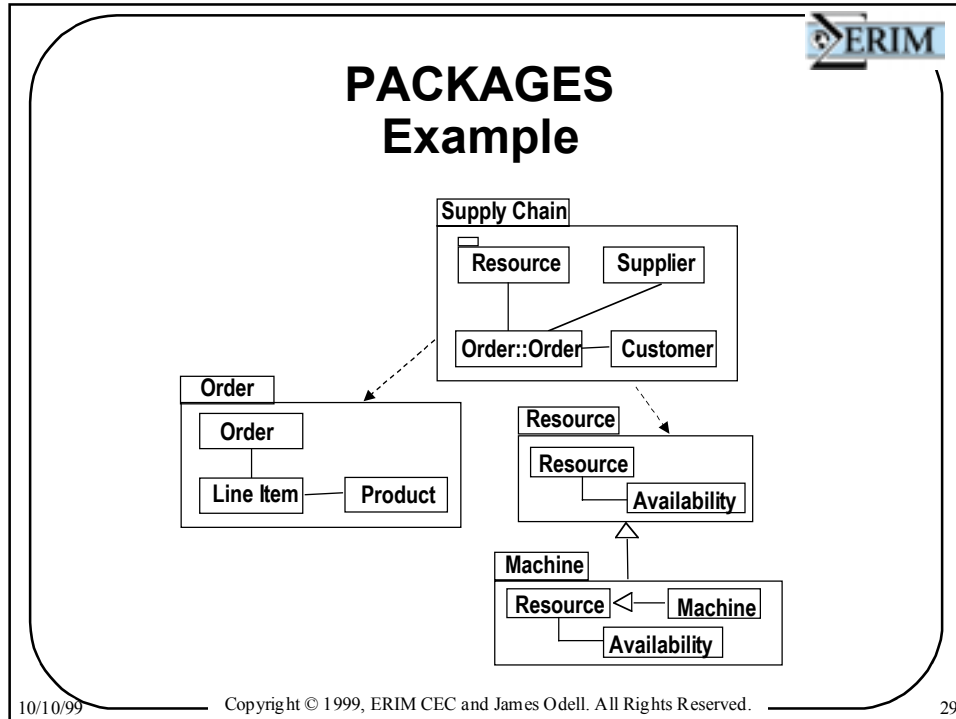 ERIM
PACKAGES
Example
Supply Chain
Resource
Supplier
Order::Order
Customer
Order
Order
Line Item
Product
Resource
Resource
Availability
Machine
Resource
Machine
Availability
10/10/99
Copyright © 1999, ERIM CEC and James Odell. All Rights Reserved.
29